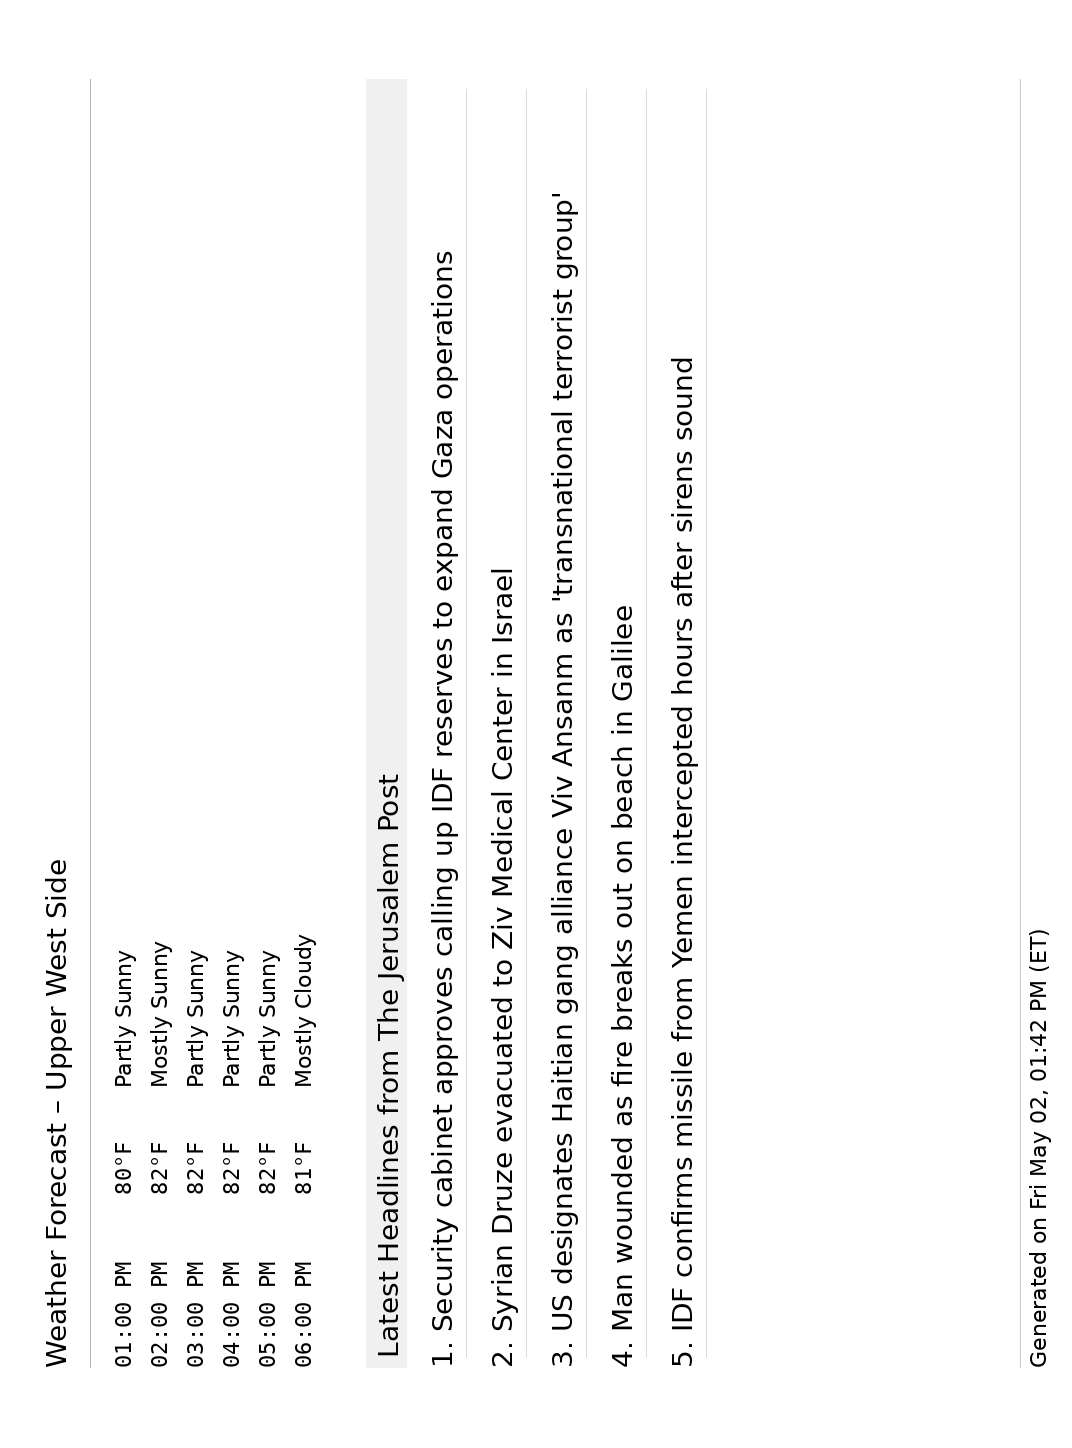 Weather Forecast – Upper West Side
01:00 PM 80°F Partly Sunny
02:00 PM 82°F Mostly Sunny
03:00 PM 82°F Partly Sunny
04:00 PM 82°F Partly Sunny
05:00 PM 82°F Partly Sunny
06:00 PM 81°F Mostly Cloudy
Latest Headlines from The Jerusalem Post
1. Security cabinet approves calling up IDF reserves to expand Gaza operations
2. Syrian Druze evacuated to Ziv Medical Center in Israel
3. US designates Haitian gang alliance Viv Ansanm as 'transnational terrorist group'
4. Man wounded as fire breaks out on beach in Galilee
5. IDF confirms missile from Yemen intercepted hours after sirens sound
Generated on Fri May 02, 01:42 PM (ET)